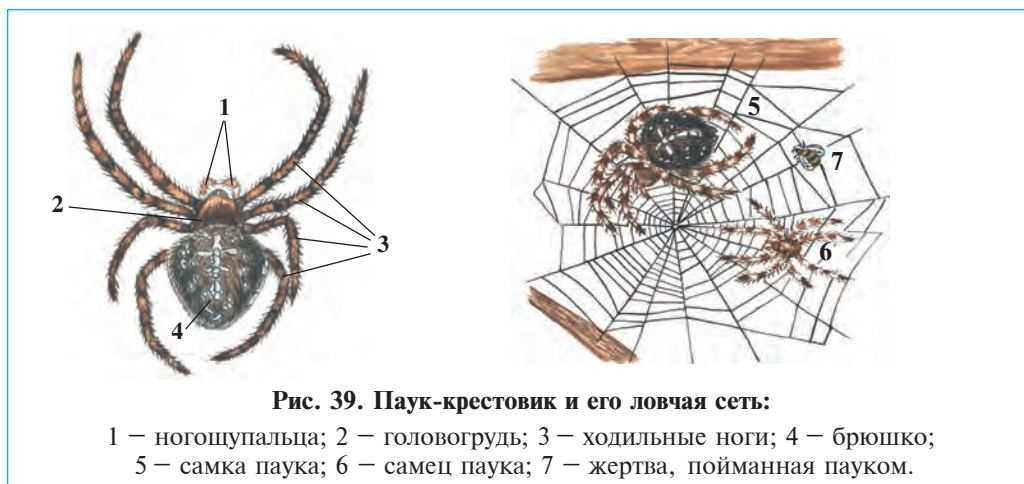 1
2
3
4
5
7
6
Рис. 39. Паук-крестовик и его ловчая сеть:
1 – ногощупальца; 2 – головогрудь; 3 – ходильные ноги; 4 – брюшко;
5 – самка паука; 6 – самец паука; 7 – жертва, пойманная пауком.